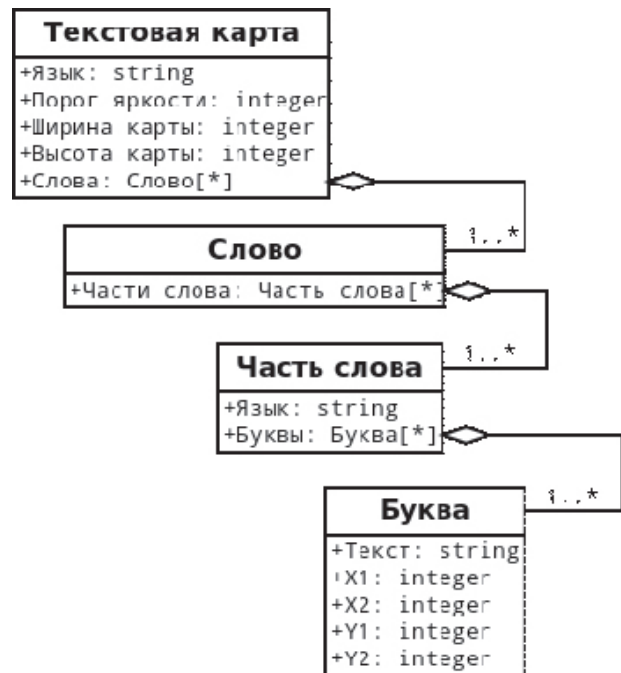 Текстовая карта
+Язык: string
+Порог яркости: integer
+Ширина карты: integer
+Высота карты: integer
+Слова: Слово[*]
1..*
Слово
+Части слова: Часть слова[*]
1..*
Часть слова
+Язык: string
+Буквы: Буква[*]
1..*
Буква
+Текст: string
+X1: integer
+X2: integer
+Y1: integer
+Y2: integer